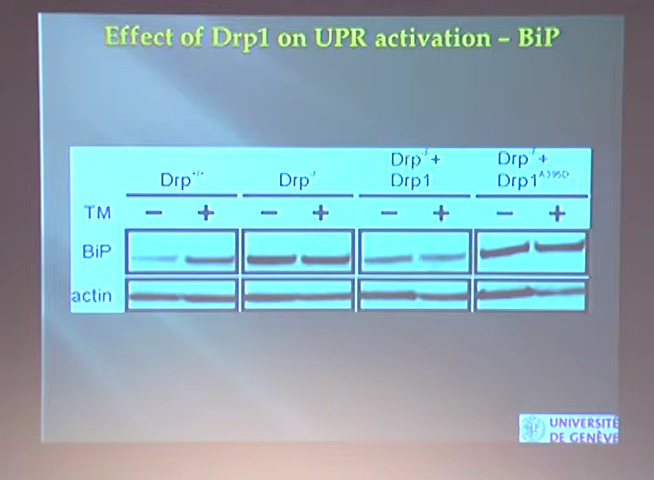 Effect of Drp1 on UPR activation – BiP
Drp+/+
Drp-/-
Drp-/- +
Drp1
Drp-/- +
Drp1A395D
TM − + − + − + − +
BiP
actin
UNIVERSITÉ
DE GENÈVE